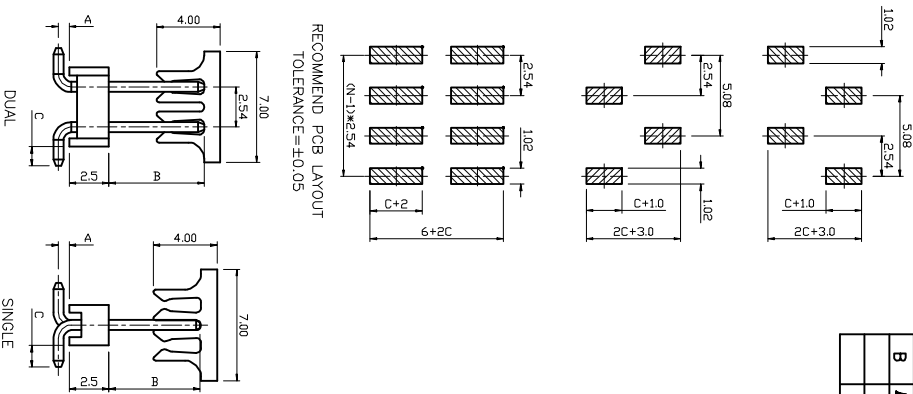 1.02
5.08
2.54
C+1.0
2C+3.0
5.08
2.54
C+1.0
1.02
2C+3.0
2.54
1.02
(N-1)*2.54
C+2
6+2C
RECOMMEND PCB LAYOUT
TOLERANCE=±0.05
A
4.00
7.00
2.54
C
2.5
B
DUAL
A
4.00
7.00
C
2.5
B
SINGLE
B